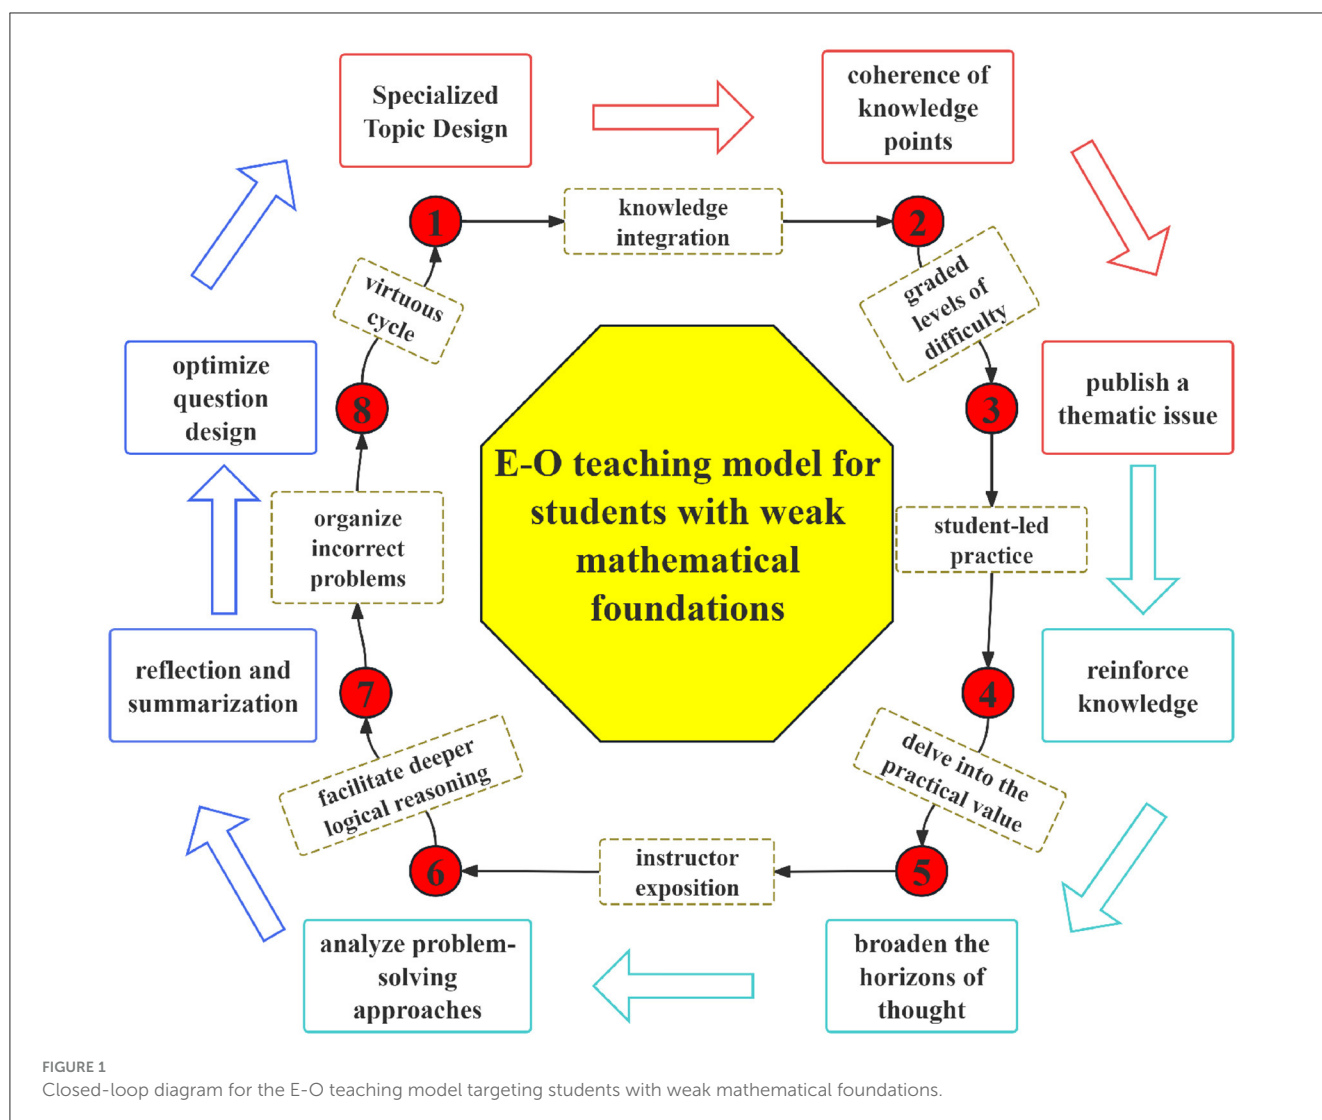 Specialized
Topic Design
coherence of
knowledge
points
1
knowledge
integration
2
graded
levels of
difficulty
virtuous
cycle
optimize
question
design
8
3
publish a
thematic issue
E-O teaching model for
students with weak
mathematical
foundations
organize
incorrect
problems
student-led
practice
reflection and
summarization
7
4
reinforce
knowledge
facilitate deeper
logical reasoning
delve into the
practical value
6
instructor
exposition
5
analyze problem-
solving
approaches
broaden the
horizons of
thought
FIGURE 1
Closed-loop diagram for the E-O teaching model targeting students with weak mathematical foundations.